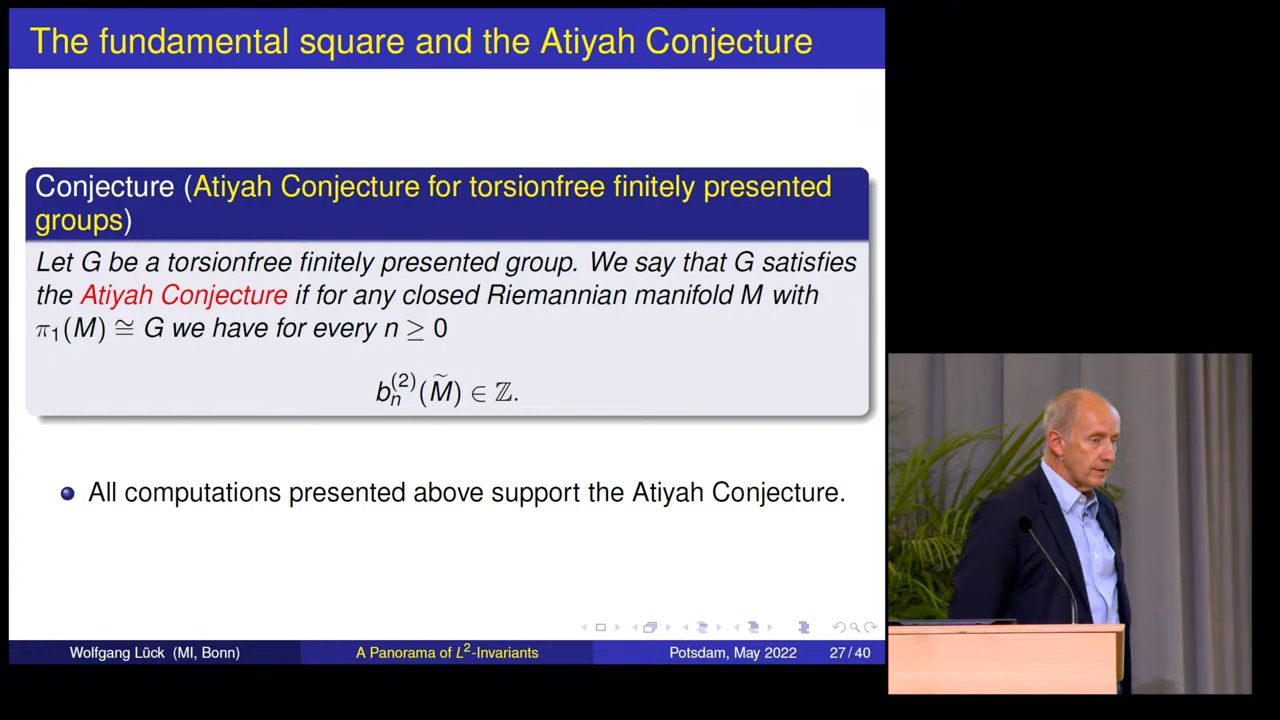 The fundamental square and the Atiyah Conjecture
Conjecture (Atiyah Conjecture for torsionfree finitely presented
groups)
Let G be a torsionfree finitely presented group. We say that G satisfies
the Atiyah Conjecture if for any closed Riemannian manifold M with
π₁(M) ≅ G we have for every n ≥ 0
b_n^{(2)}(M̃) ∈ ℤ.
All computations presented above support the Atiyah Conjecture.
Wolfgang Lück (MI, Bonn) A Panorama of L²-Invariants Potsdam, May 2022 27 / 40